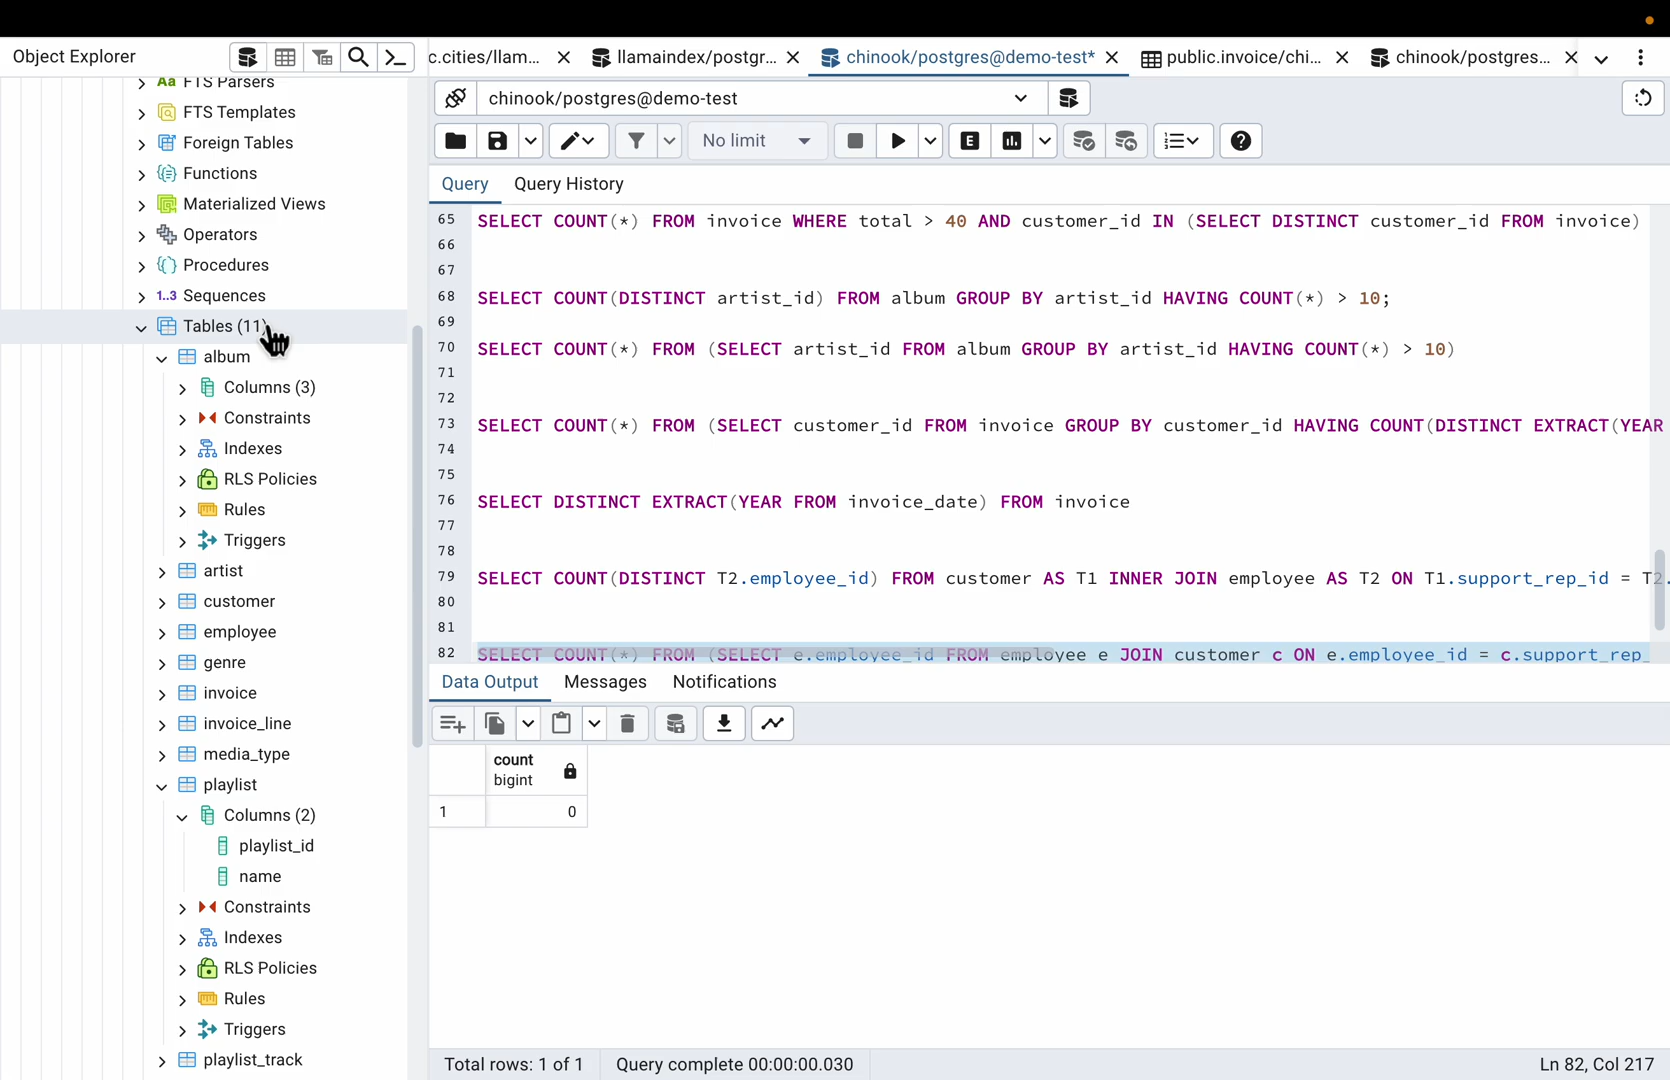 Object Explorer
FTS Parsers
FTS Templates
Foreign Tables
Functions
Materialized Views
Operators
Procedures
1..3 Sequences
Tables (11)
album
Columns (3)
Constraints
Indexes
RLS Policies
Rules
Triggers
artist
customer
employee
genre
invoice
invoice_line
media_type
playlist
Columns (2)
playlist_id
name
Constraints
Indexes
RLS Policies
Rules
Triggers
playlist_track
c.cities/llam...
llamaindex/postgr...
chinook/postgres@demo-test*
public.invoice/chi...
chinook/postgres...
chinook/postgres@demo-test
No limit
E
Query Query History
65 SELECT COUNT(*) FROM invoice WHERE total > 40 AND customer_id IN (SELECT DISTINCT customer_id FROM invoice)
66
67
68 SELECT COUNT(DISTINCT artist_id) FROM album GROUP BY artist_id HAVING COUNT(*) > 10;
69
70 SELECT COUNT(*) FROM (SELECT artist_id FROM album GROUP BY artist_id HAVING COUNT(*) > 10)
71
72
73 SELECT COUNT(*) FROM (SELECT customer_id FROM invoice GROUP BY customer_id HAVING COUNT(DISTINCT EXTRACT(YEAR
74
75
76 SELECT DISTINCT EXTRACT(YEAR FROM invoice_date) FROM invoice
77
78
79 SELECT COUNT(DISTINCT T2.employee_id) FROM customer AS T1 INNER JOIN employee AS T2 ON T1.support_rep_id = T2.
80
81
82 SELECT COUNT(*) FROM (SELECT e.employee_id FROM employee e JOIN customer c ON e.employee_id = c.support_rep_
Data Output Messages Notifications
count
bigint
1 0
Total rows: 1 of 1 Query complete 00:00:00.030 Ln 82, Col 217